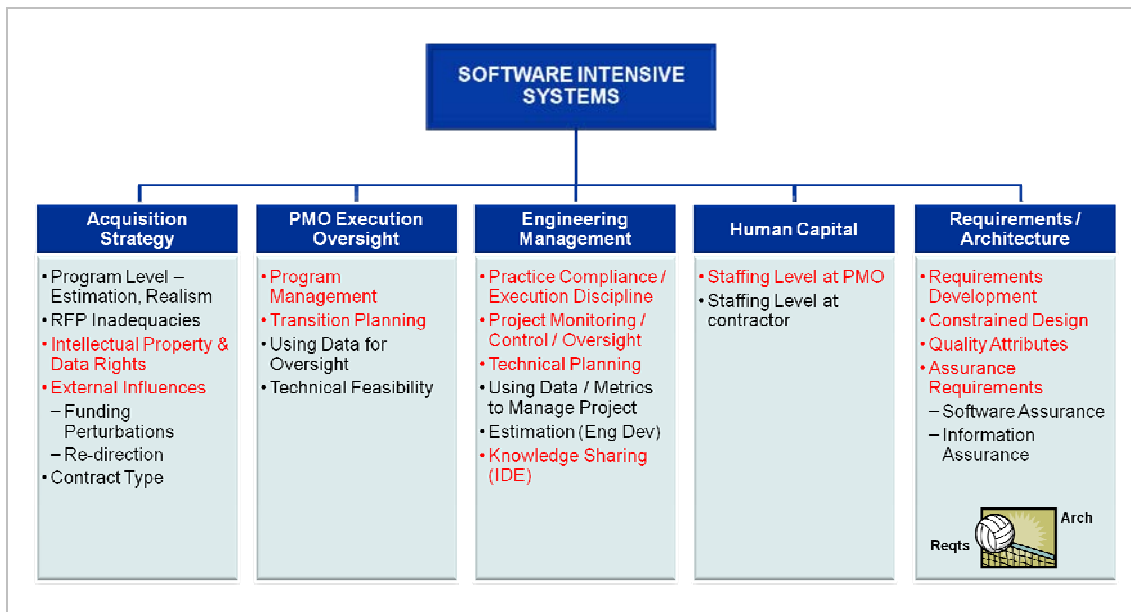 SOFTWARE INTENSIVE
SYSTEMS
Acquisition
Strategy
• Program Level –
Estimation, Realism
• RFP Inadequacies
• Intellectual Property &
Data Rights
• External Influences
– Funding
Perturbations
– Re-direction
• Contract Type
PMO Execution
Oversight
• Program
Management
• Transition Planning
• Using Data for
Oversight
• Technical Feasibility
Engineering
Management
• Practice Compliance /
Execution Discipline
• Project Monitoring /
Control / Oversight
• Technical Planning
• Using Data / Metrics
to Manage Project
• Estimation (Eng Dev)
• Knowledge Sharing
(IDE)
Human Capital
• Staffing Level at PMO
• Staffing Level at
contractor
Requirements /
Architecture
• Requirements
Development
• Constrained Design
• Quality Attributes
• Assurance
Requirements
– Software Assurance
– Information
Assurance
Arch
Reqts